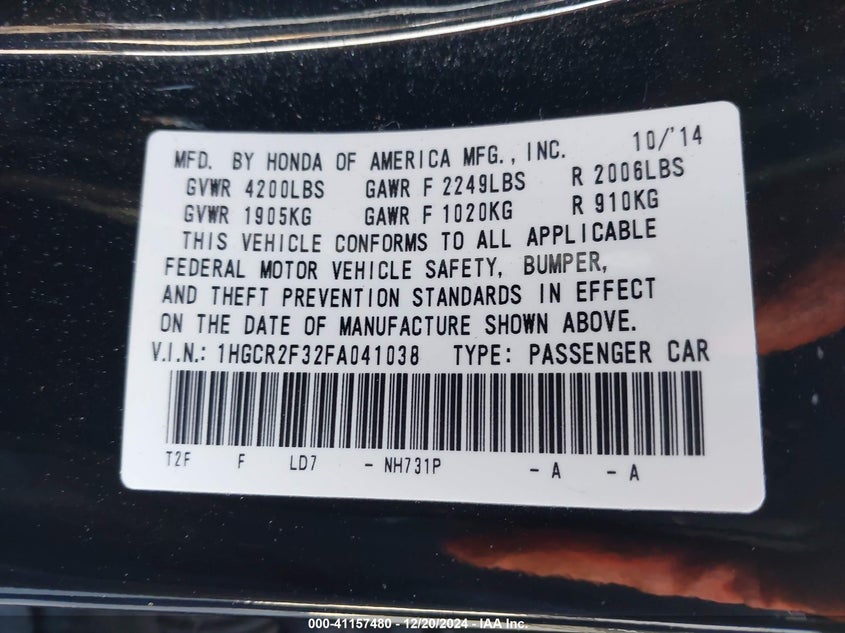 MFD. BY HONDA OF AMERICA MFG., INC. 10/'14
GVWR 4200LBS GAWR F 2249LBS R 2006LBS
GVWR 1905KG GAWR F 1020KG R 910KG
THIS VEHICLE CONFORMS TO ALL APPLICABLE
FEDERAL MOTOR VEHICLE SAFETY, BUMPER,
AND THEFT PREVENTION STANDARDS IN EFFECT
ON THE DATE OF MANUFACTURE SHOWN ABOVE.
V.I.N.: 1HGCR2F32FA041038 TYPE: PASSENGER CAR
T2F F LD7 - NH731P - A - A
000-41157480 - 12/20/2024 - IAA Inc.